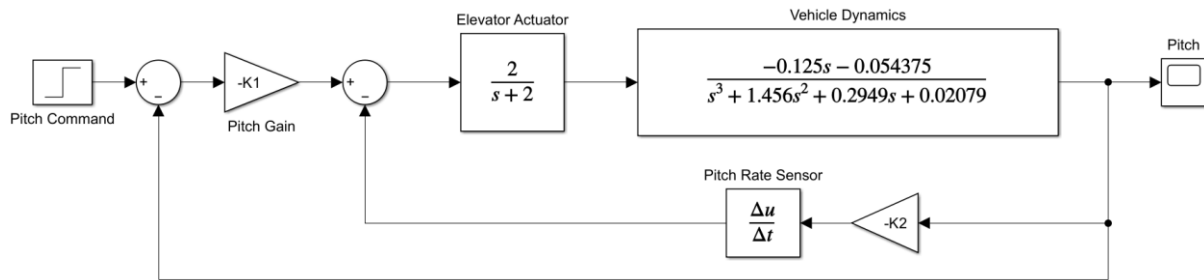 Elevator Actuator
Vehicle Dynamics
Pitch
+
−
-K1
+
−
2
s + 2
−0.125s − 0.054375
s³ + 1.456s² + 0.2949s + 0.02079
Pitch Command
Pitch Gain
Pitch Rate Sensor
Δu
Δt
-K2